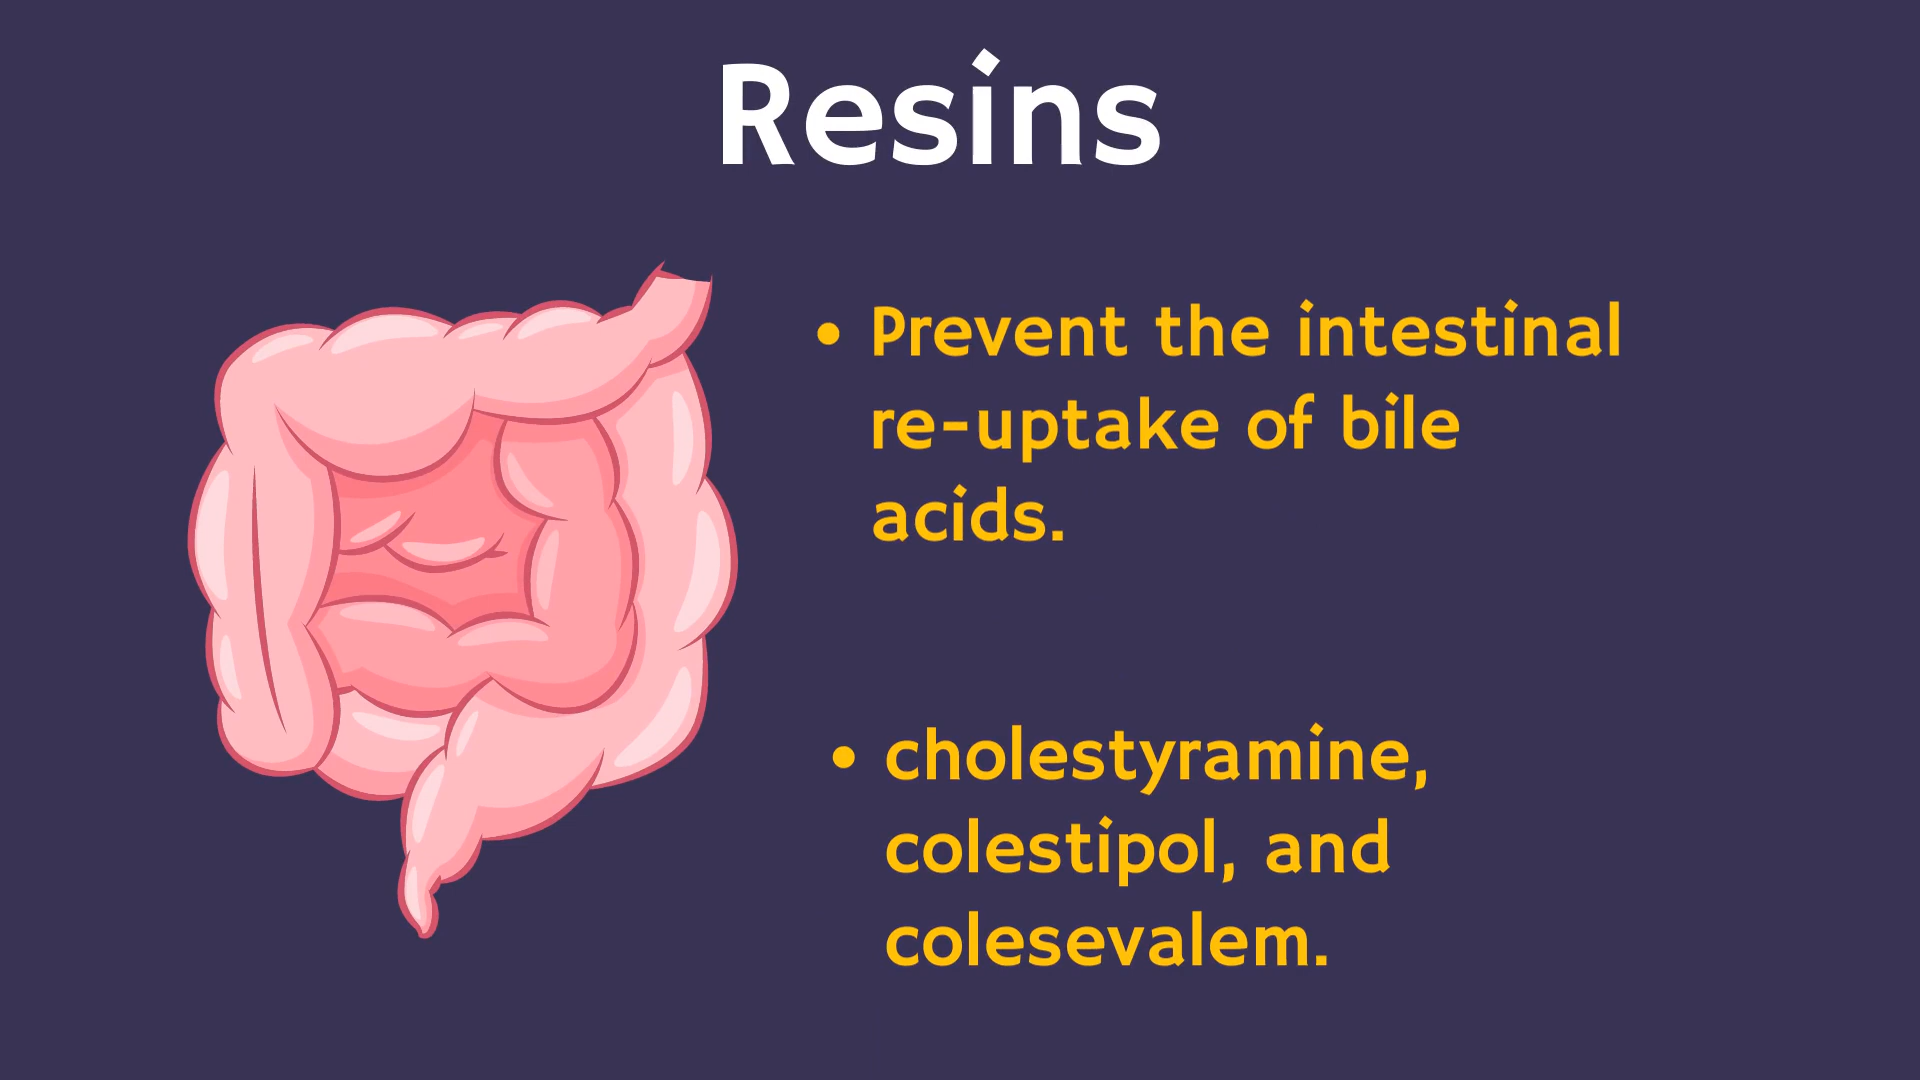 Resins
• Prevent the intestinal
re-uptake of bile
acids.
• cholestyramine,
colestipol, and
colesevalem.